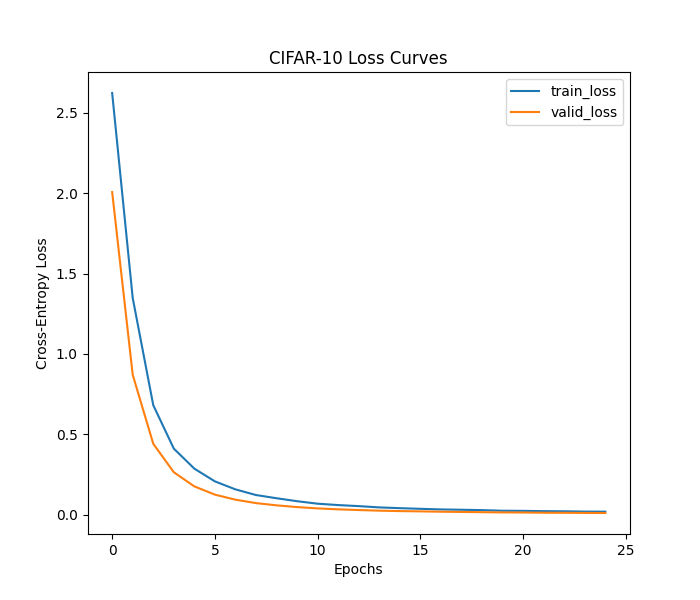 CIFAR-10 Loss Curves
train_loss
valid_loss
Cross-Entropy Loss
2.5
2.0
1.5
1.0
0.5
0.0
0 5 10 15 20 25
Epochs